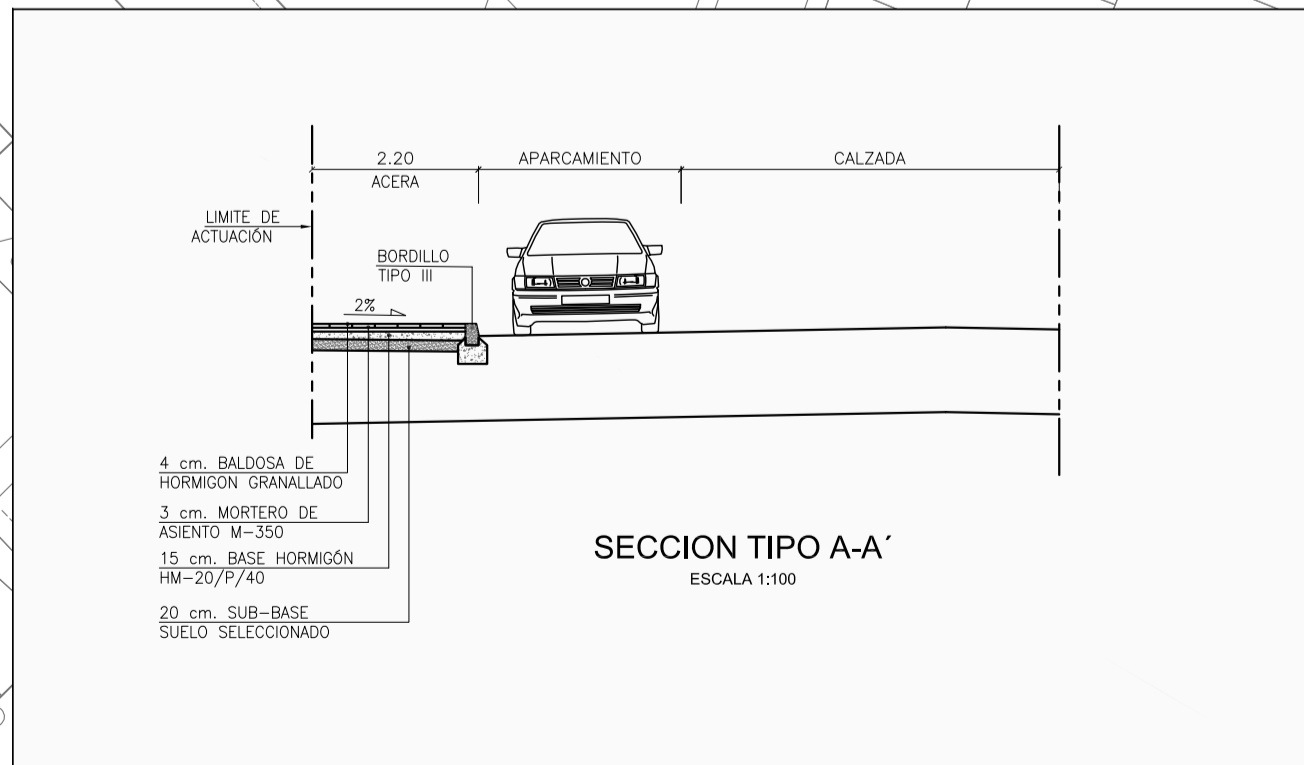 2.20
ACERA
APARCAMIENTO
CALZADA
LIMITE DE
ACTUACIÓN
BORDILLO
TIPO III
2%
4 cm. BALDOSA DE
HORMIGON GRANALLADO
3 cm. MORTERO DE
ASIENTO M-350
15 cm. BASE HORMIGÓN
HM-20/P/40
20 cm. SUB-BASE
SUELO SELECCIONADO
SECCION TIPO A-A´
ESCALA 1:100